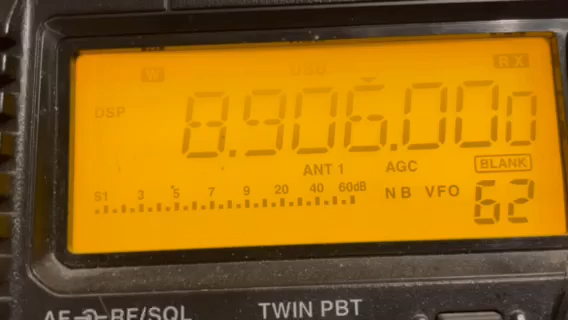 W USB RX
8.906.000
DSP
ANT 1 AGC BLANK
S1 3 5 7 9 20 40 60dB
NB VFO 62
AF RF/SQL TWIN PBT